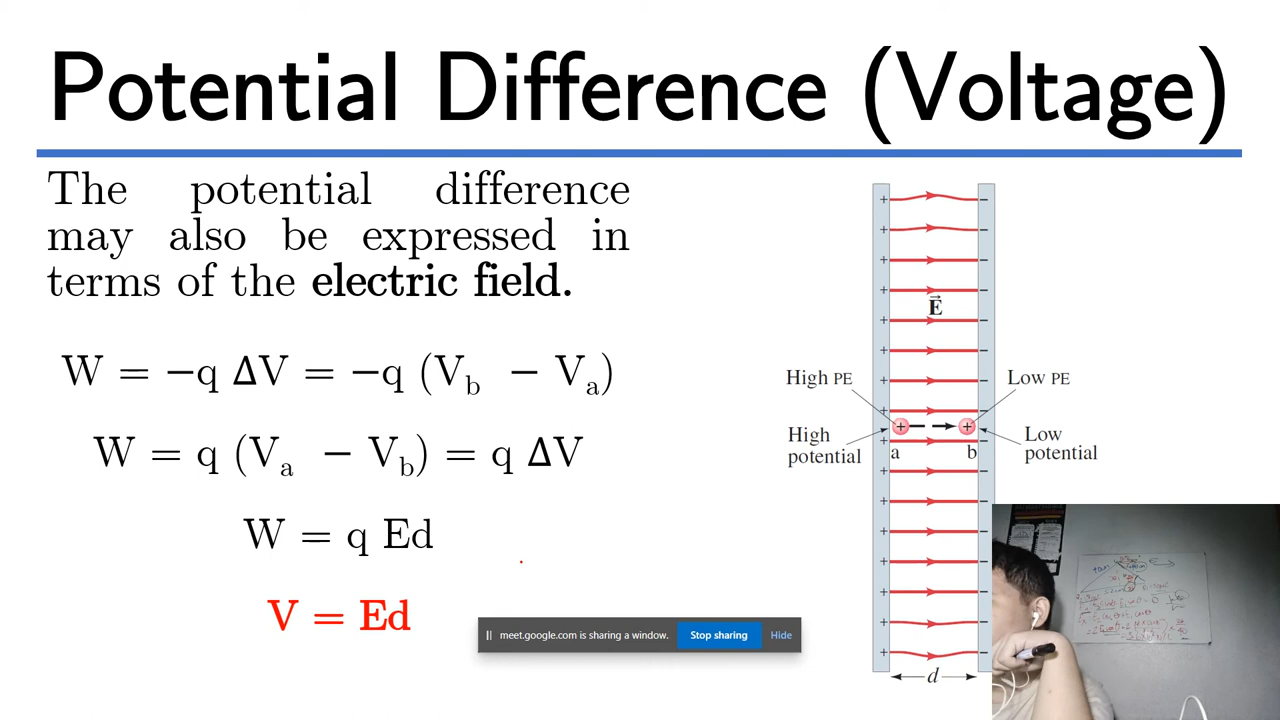 Potential Difference (Voltage)
The potential difference
may also be expressed in
terms of the electric field.
W = −q ΔV = −q (V_b − V_a)
W = q (V_a − V_b) = q ΔV
W = q Ed
V = Ed
E
High PE
Low PE
High
potential
Low
potential
a
b
d
meet.google.com is sharing a window.
Stop sharing
Hide